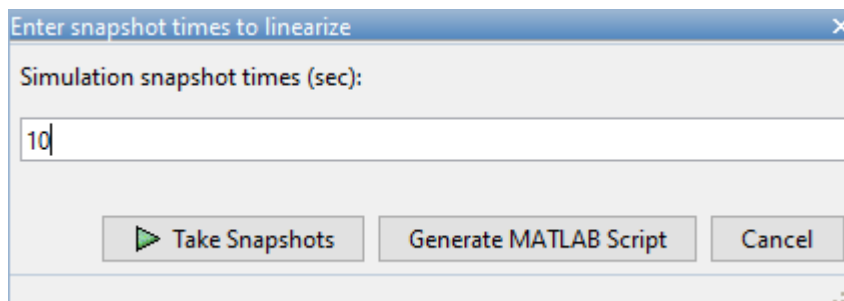 Enter snapshot times to linearize
Simulation snapshot times (sec):
10
Take Snapshots Generate MATLAB Script Cancel